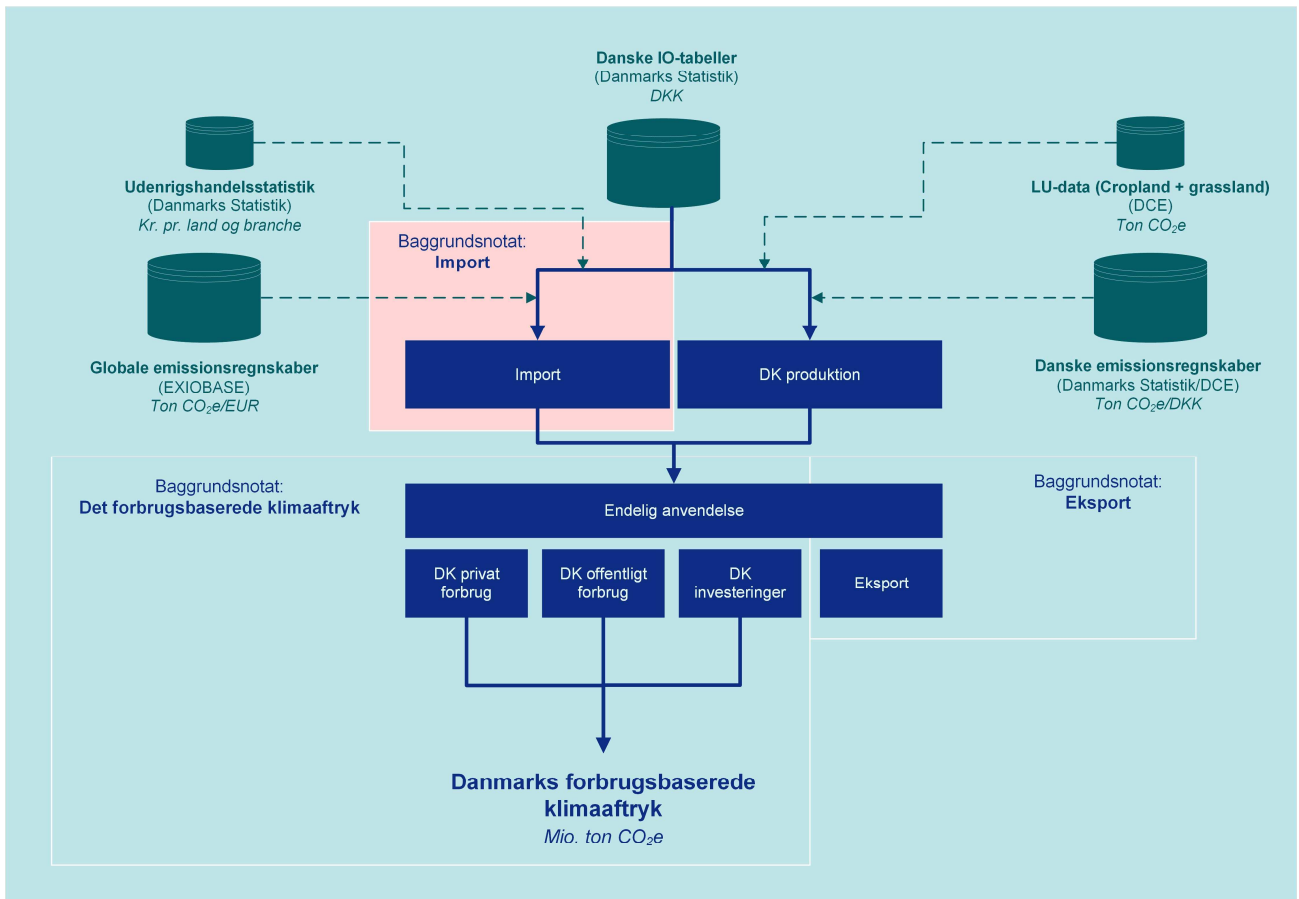 Danske IO-tabeller
(Danmarks Statistik)
DKK
Udenrigshandelsstatistik
(Danmarks Statistik)
Kr. pr. land og branche
LU-data (Cropland + grassland)
(DCE)
Ton CO₂e
Baggrundsnotat:
Import
Globale emissionsregnskaber
(EXIOBASE)
Ton CO₂e/EUR
Import
DK produktion
Danske emissionsregnskaber
(Danmarks Statistik/DCE)
Ton CO₂e/DKK
Baggrundsnotat:
Det forbrugsbaserede klimaaftryk
Endelig anvendelse
Baggrundsnotat:
Eksport
DK privat
forbrug
DK offentligt
forbrug
DK
investeringer
Eksport
Danmarks forbrugsbaserede
klimaaftryk
Mio. ton CO₂e